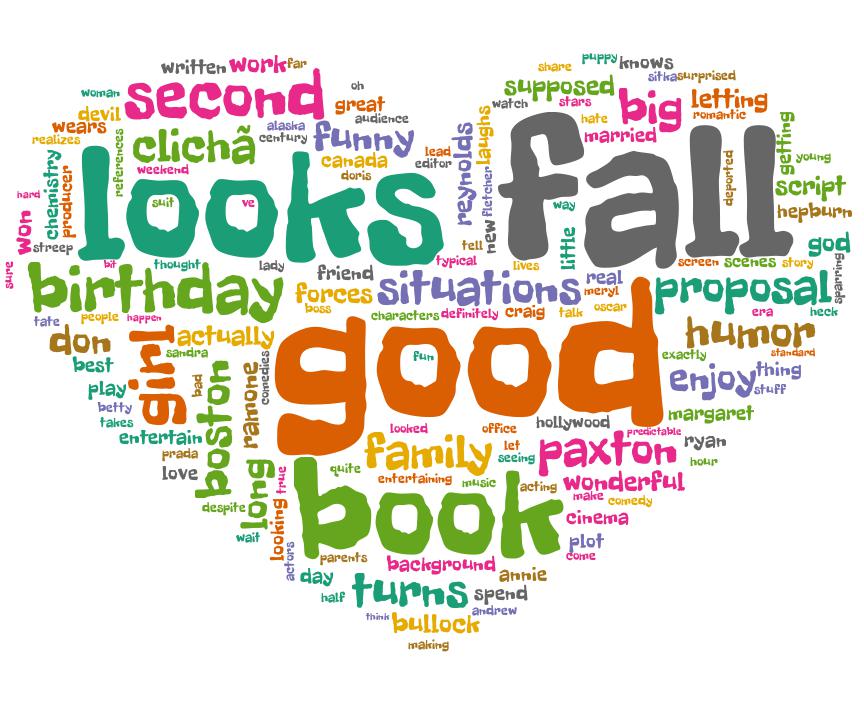 written work far
puppy knows
share
sitka surprised
woman second oh
supposed
devil great
watch stars big letting
wears audience
hate romantic
realizes references clichã alaska funny
century
married getting
laughs
weekend canada
lead editor reynolds
fall
young
chemistry producer looks doris
fletcher
deported script
hard won suit ve
way hepburn
streep
new tell little god
sure bit thought lady typical
lives screen scenes story
sparring
birthday friend situations real
proposal
forces meryl
boss oscar
heck
tate people happen
characters definitely craig talk era
don girl actually good humor
sandra fun exactly standard
best comedies
enjoy thing
play bad stuff
boston ramone
betty margaret
takes looked office hollywood
entertain let predictable
prada family seeing paxton ryan
love quite hour
long true entertaining music acting wonderful
book make comedy
despite looking cinema
wait plot
actors parents come
background
day annie
half turns spend
think andrew
bullock
making